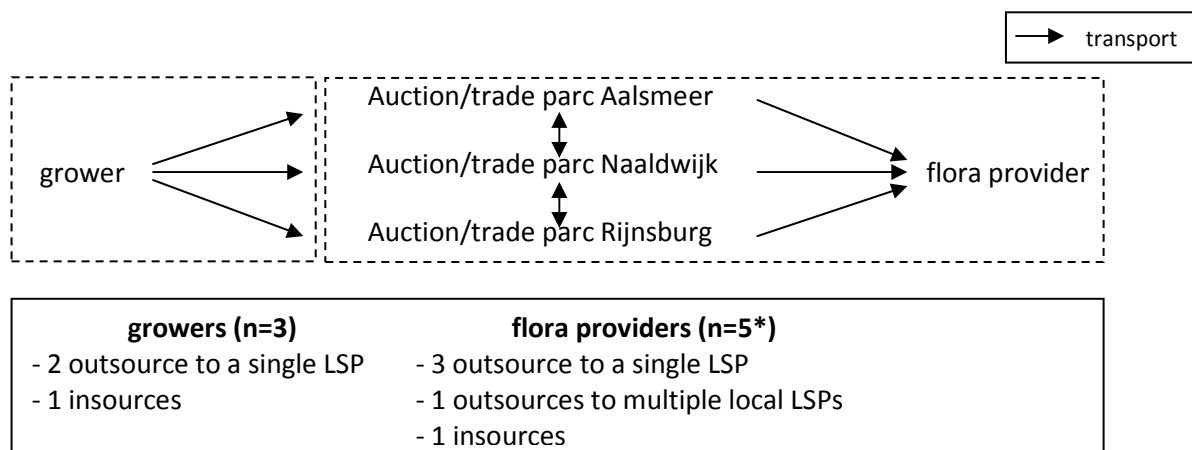 transport
Auction/trade parc Aalsmeer
grower
Auction/trade parc Naaldwijk
flora provider
Auction/trade parc Rijnsburg
growers (n=3)
- 2 outsource to a single LSP
- 1 insources
flora providers (n=5*)
- 3 outsource to a single LSP
- 1 outsources to multiple local LSPs
- 1 insources